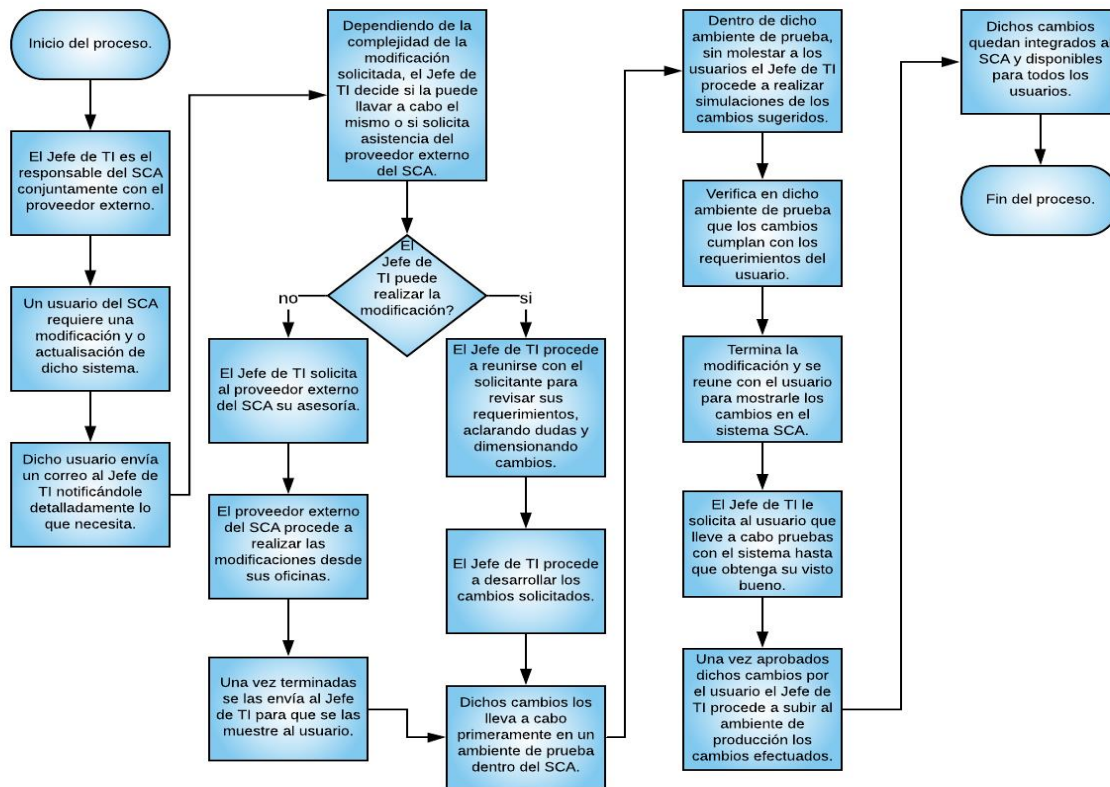 Inicio del proceso.
El Jefe de TI es el
responsable del SCA
conjuntamente con el
proveedor externo.
Un usuario del SCA
requiere una
modificación y o
actualisación de
dicho sistema.
Dicho usuario envía
un correo al Jefe de
TI notificándole
detalladamente lo
que necesita.
Dependiendo de la
complejidad de la
modificación
solicitada, el Jefe de
TI decide si la puede
llavar a cabo el
mismo o si solicita
asistencia del
proveedor externo
del SCA.
El
Jefe de
TI puede
realizar la
modificación?
no
si
El Jefe de TI solicita
al proveedor externo
del SCA su asesoría.
El proveedor externo
del SCA procede a
realizar las
modificaciones desde
sus oficinas.
Una vez terminadas
se las envía al Jefe
de TI para que se las
muestre al usuario.
El Jefe de TI procede
a reunirse con el
solicitante para
revisar sus
requerimientos,
aclarando dudas y
dimensionando
cambios.
El Jefe de TI procede
a desarrollar los
cambios solicitados.
Dichos cambios los
lleva a cabo
primeramente en un
ambiente de prueba
dentro del SCA.
Dentro de dicho
ambiente de prueba,
sin molestar a los
usuarios el Jefe de TI
procede a realizar
simulaciones de los
cambios sugeridos.
Verifica en dicho
ambiente de prueba
que los cambios
cumplan con los
requerimientos del
usuario.
Termina la
modificación y se
reune con el usuario
para mostrarle los
cambios en el
sistema SCA.
El Jefe de TI le
solicita al usuario que
lleve a cabo pruebas
con el sistema hasta
que obtenga su visto
bueno.
Una vez aprobados
dichos cambios por
el usuario el Jefe de
TI procede a subir al
ambiente de
producción los
cambios efectuados.
Dichos cambios
quedan integrados al
SCA y disponibles
para todos los
usuarios.
Fin del proceso.